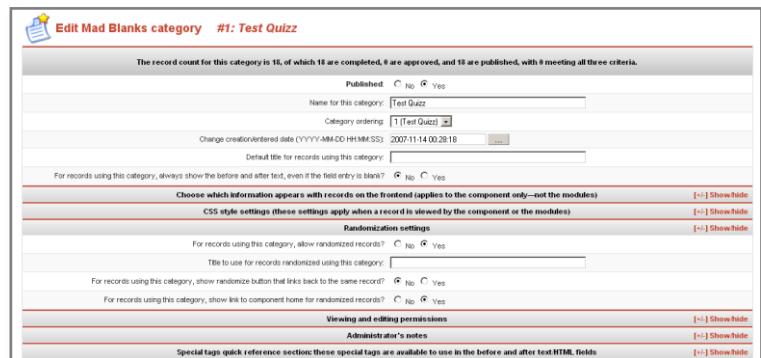 Edit Mad Blanks category #1: Test Quizz
The record count for this category is 18, of which 18 are completed, 0 are approved, and 18 are published, with 0 meeting all three criteria.
Published: No Yes
Name for this category: Test Quizz
Category ordering: 1 (Test Quizz)
Change creation/entered date (YYYY-MM-DD HH:MM:SS): 2007-11-14 00:28:18 ...
Default title for records using this category:
For records using this category, always show the before and after text, even if the field entry is blank? No Yes
Choose which information appears with records on the frontend (applies to the component only—not the modules) [+/-] Show/hide
CSS style settings (these settings apply when a record is viewed by the component or the modules) [+/-] Show/hide
Randomization settings [+/-] Show/hide
For records using this category, allow randomized records? No Yes
Title to use for records randomized using this category:
For records using this category, show randomize button that links back to the same record? No Yes
For records using this category, show link to component home for randomized records? No Yes
Viewing and editing permissions [+/-] Show/hide
Administrator's notes [+/-] Show/hide
Special tags quick reference section: these special tags are available to use in the before and after text/HTML fields [+/-] Show/hide